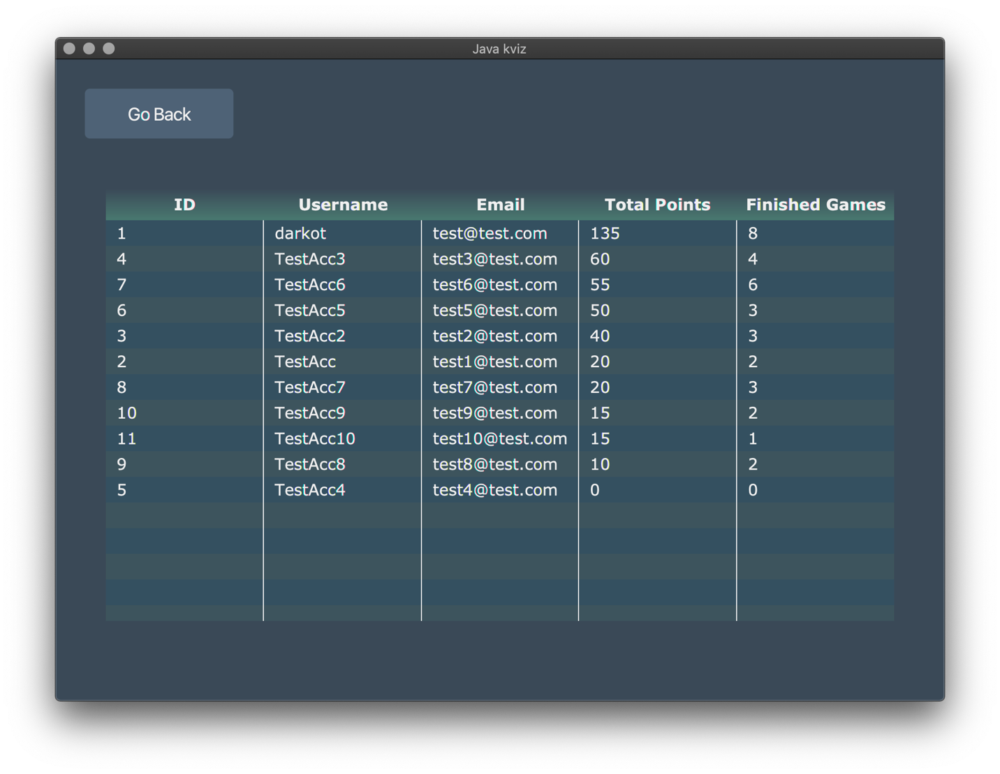 Java kviz
Go Back
ID Username Email Total Points Finished Games
1 darkot test@test.com 135 8
4 TestAcc3 test3@test.com 60 4
7 TestAcc6 test6@test.com 55 6
6 TestAcc5 test5@test.com 50 3
3 TestAcc2 test2@test.com 40 3
2 TestAcc test1@test.com 20 2
8 TestAcc7 test7@test.com 20 3
10 TestAcc9 test9@test.com 15 2
11 TestAcc10 test10@test.com 15 1
9 TestAcc8 test8@test.com 10 2
5 TestAcc4 test4@test.com 0 0